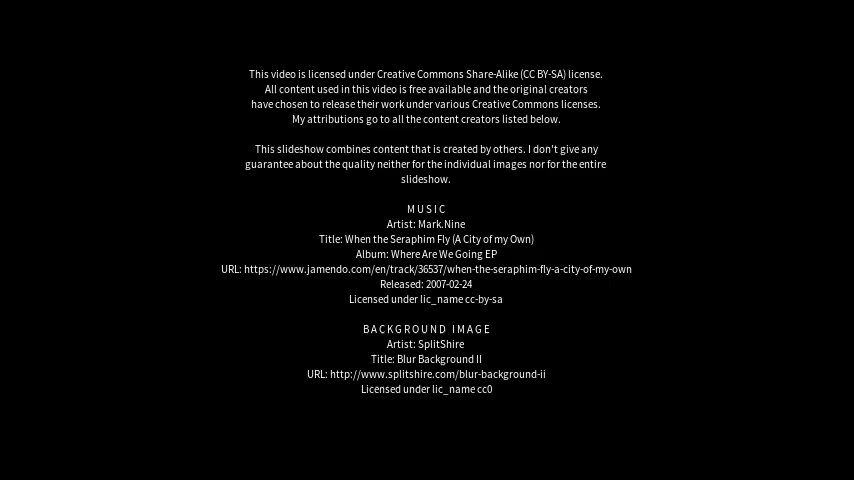 This video is licensed under Creative Commons Share-Alike (CC BY-SA) license.
All content used in this video is free available and the original creators
have chosen to release their work under various Creative Commons licenses.
My attributions go to all the content creators listed below.
This slideshow combines content that is created by others. I don't give any
guarantee about the quality neither for the individual images nor for the entire
slideshow.
MUSIC
Artist: Mark.Nine
Title: When the Seraphim Fly (A City of my Own)
Album: Where Are We Going EP
URL: https://www.jamendo.com/en/track/36537/when-the-seraphim-fly-a-city-of-my-own
Released: 2007-02-24
Licensed under lic_name cc-by-sa
BACKGROUND IMAGE
Artist: SplitShire
Title: Blur Background II
URL: http://www.splitshire.com/blur-background-ii
Licensed under lic_name cc0